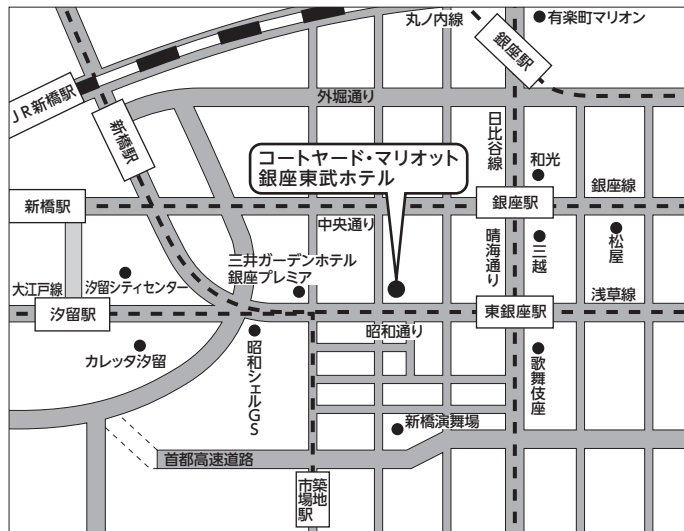 丸ノ内線
有楽町マリオン
銀座駅
JR新橋駅
新橋駅
外堀通り
日比谷線
コートヤード・マリオット
銀座東武ホテル
和光
銀座線
新橋駅
中央通り
銀座駅
三井ガーデンホテル
銀座プレミア
晴海通り
三越
松屋
大江戸線
汐留シティセンター
浅草線
汐留駅
昭和通り
東銀座駅
カレッタ汐留
昭和シェルGS
歌舞伎座
新橋演舞場
首都高速道路
築地
市場駅